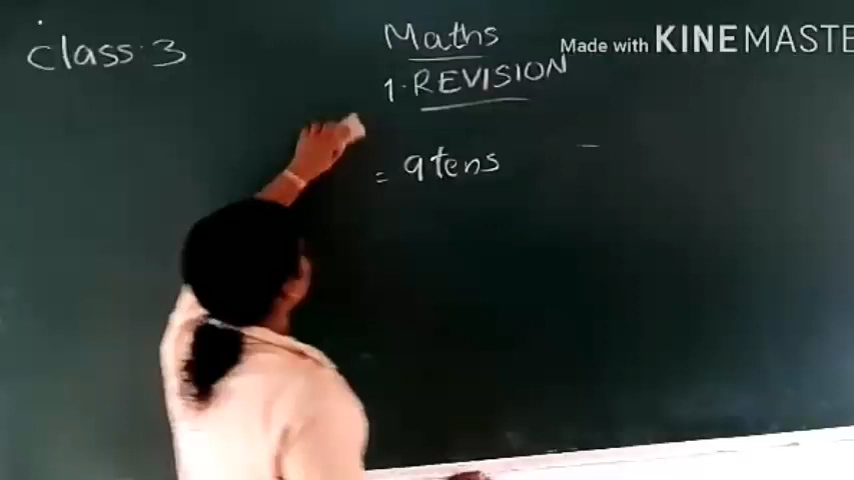 Class: 3
Maths
Made with KINEMASTE
1. REVISION
= 9 tens –